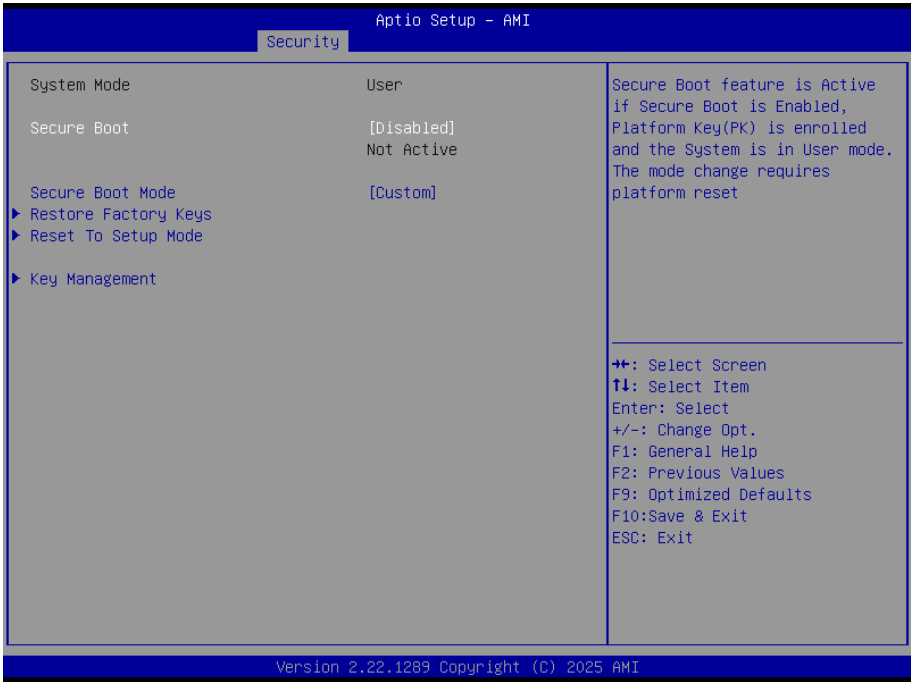 Aptio Setup – AMI
Security
System Mode User
Secure Boot [Disabled]
Not Active
Secure Boot Mode [Custom]
Restore Factory Keys
Reset To Setup Mode
Key Management
Secure Boot feature is Active
if Secure Boot is Enabled,
Platform Key(PK) is enrolled
and the System is in User mode.
The mode change requires
platform reset
→←: Select Screen
↑↓: Select Item
Enter: Select
+/-: Change Opt.
F1: General Help
F2: Previous Values
F9: Optimized Defaults
F10:Save & Exit
ESC: Exit
Version 2.22.1289 Copyright (C) 2025 AMI